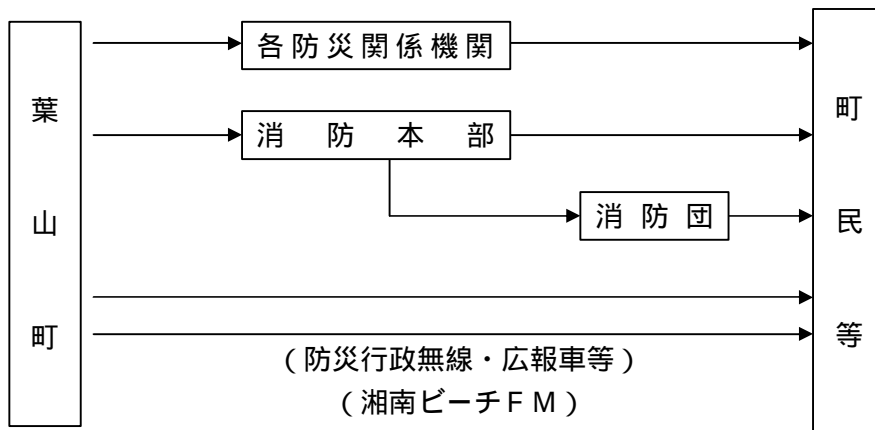 葉山町
各防災関係機関
消防本部
消防団
(防災行政無線・広報車等)
(湘南ビーチFM)
町民等